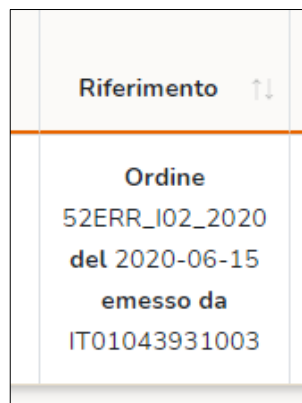 Riferimento ↑↓
Ordine
52ERR_I02_2020
del 2020-06-15
emesso da
IT01043931003